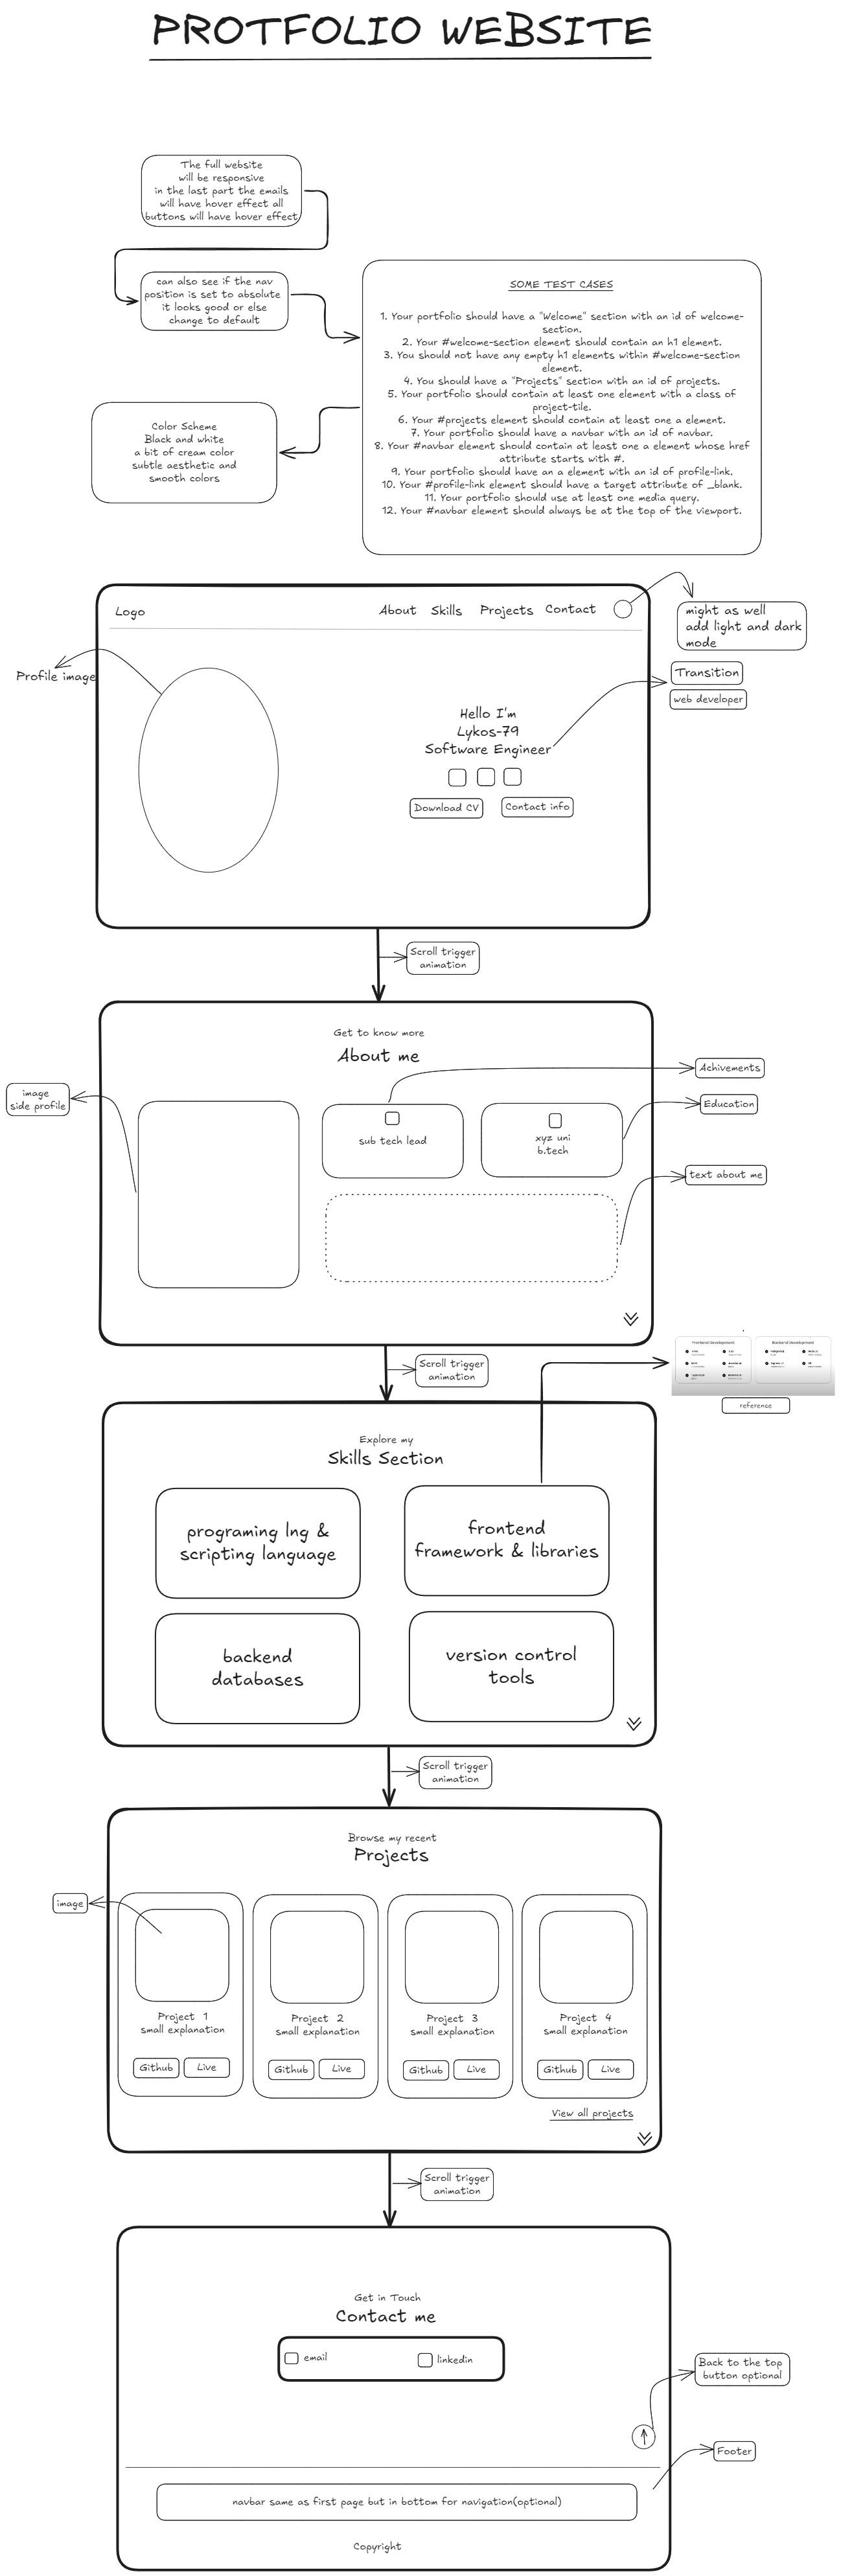 PROTFOLIO WEBSITE
The full website
will be responsive
in the last part the emails
will have hover effect all
buttons will have hover effect
can also see if the nav
position is set to absolute
it looks good or else
change to default
SOME TEST CASES
1. Your portfolio should have a "Welcome" section with an id of welcome-
section.
2. Your #welcome-section element should contain an h1 element.
3. You should not have any empty h1 elements within #welcome-section
element.
4. You should have a "Projects" section with an id of projects.
5. Your portfolio should contain at least one element with a class of
project-tile.
6. Your #projects element should contain at least one a element.
7. Your portfolio should have a navbar with an id of navbar.
8. Your #navbar element should contain at least one a element whose href
attribute starts with #.
9. Your portfolio should have an a element with an id of profile-link.
10. Your #profile-link element should have a target attribute of _blank.
11. Your portfolio should use at least one media query.
12. Your #navbar element should always be at the top of the viewport.
Color Scheme
Black and white
a bit of cream color
subtle aesthetic and
smooth colors
Logo
About Skills Projects Contact
might as well
add light and dark
mode
Profile image
Transition
web developer
Hello I'm
Lykos-79
Software Engineer
Download CV
Contact info
Scroll trigger
animation
Get to know more
About me
image
side profile
Achivements
Education
sub tech lead
xyz uni
b.tech
text about me
Scroll trigger
animation
Frontend Development
Backend Development
reference
Explore my
Skills Section
programing lng &
scripting language
frontend
framework & libraries
backend
databases
version control
tools
Scroll trigger
animation
Browse my recent
Projects
image
Project 1
small explanation
Github
Live
Project 2
small explanation
Github
Live
Project 3
small explanation
Github
Live
Project 4
small explanation
Github
Live
View all projects
Scroll trigger
animation
Get in Touch
Contact me
email
linkedin
Back to the top
button optional
Footer
navbar same as first page but in bottom for navigation(optional)
Copyright